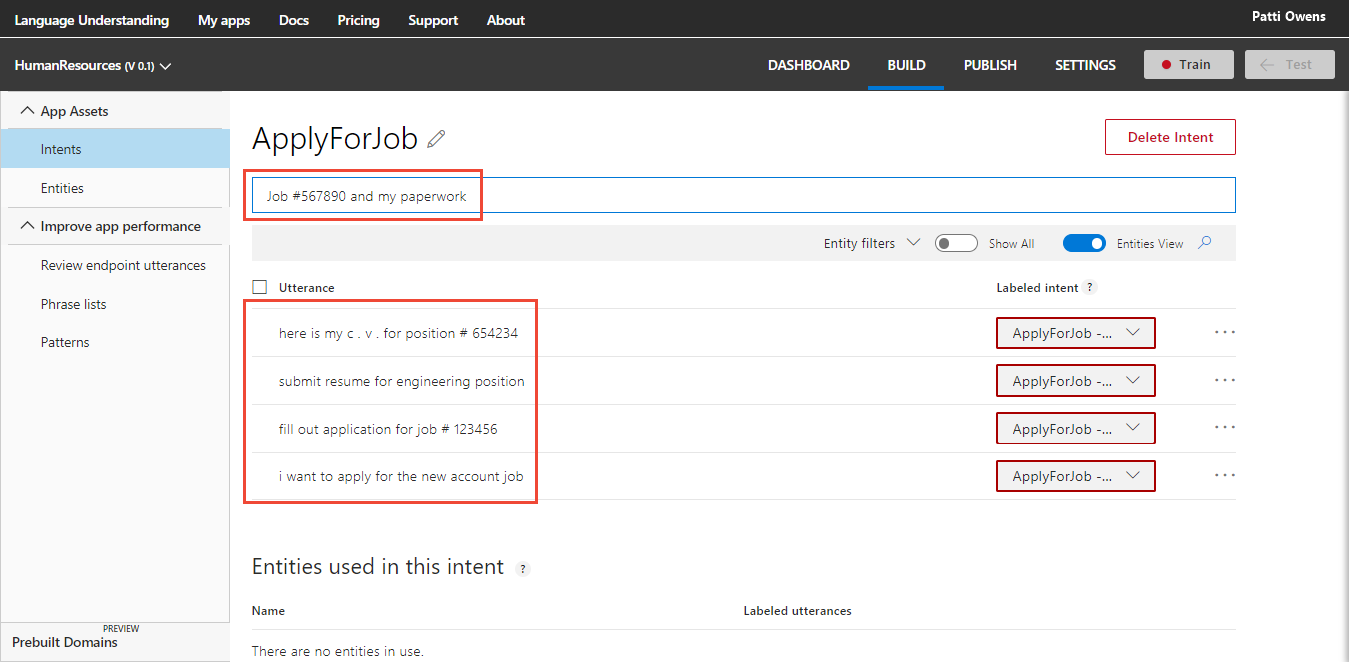 Language Understanding My apps Docs Pricing Support About Patti Owens
HumanResources (V 0.1) DASHBOARD BUILD PUBLISH SETTINGS Train Test
App Assets
Intents
Entities
Improve app performance
Review endpoint utterances
Phrase lists
Patterns
PREVIEW
Prebuilt Domains
ApplyForJob Delete Intent
Job #567890 and my paperwork
Entity filters Show All Entities View
Utterance Labeled intent ?
here is my c . v . for position # 654234 ApplyForJob -... ...
submit resume for engineering position ApplyForJob -... ...
fill out application for job # 123456 ApplyForJob -... ...
i want to apply for the new account job ApplyForJob -... ...
Entities used in this intent ?
Name Labeled utterances
There are no entities in use.